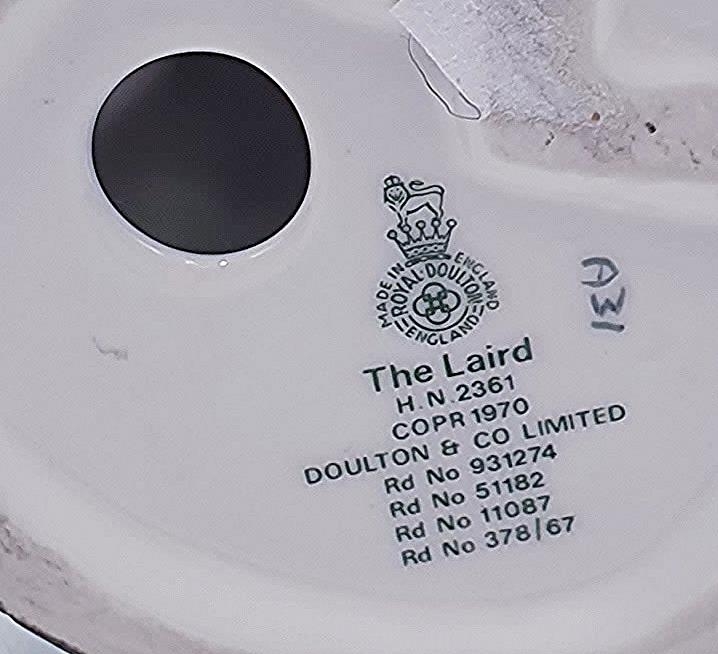 MADE IN ENGLAND
ROYAL DOULTON
ENGLAND
The Laird
H.N.2361
COPR 1970
DOULTON & CO LIMITED
Rd No 931274
Rd No 51182
Rd No 11087
Rd No 378/67